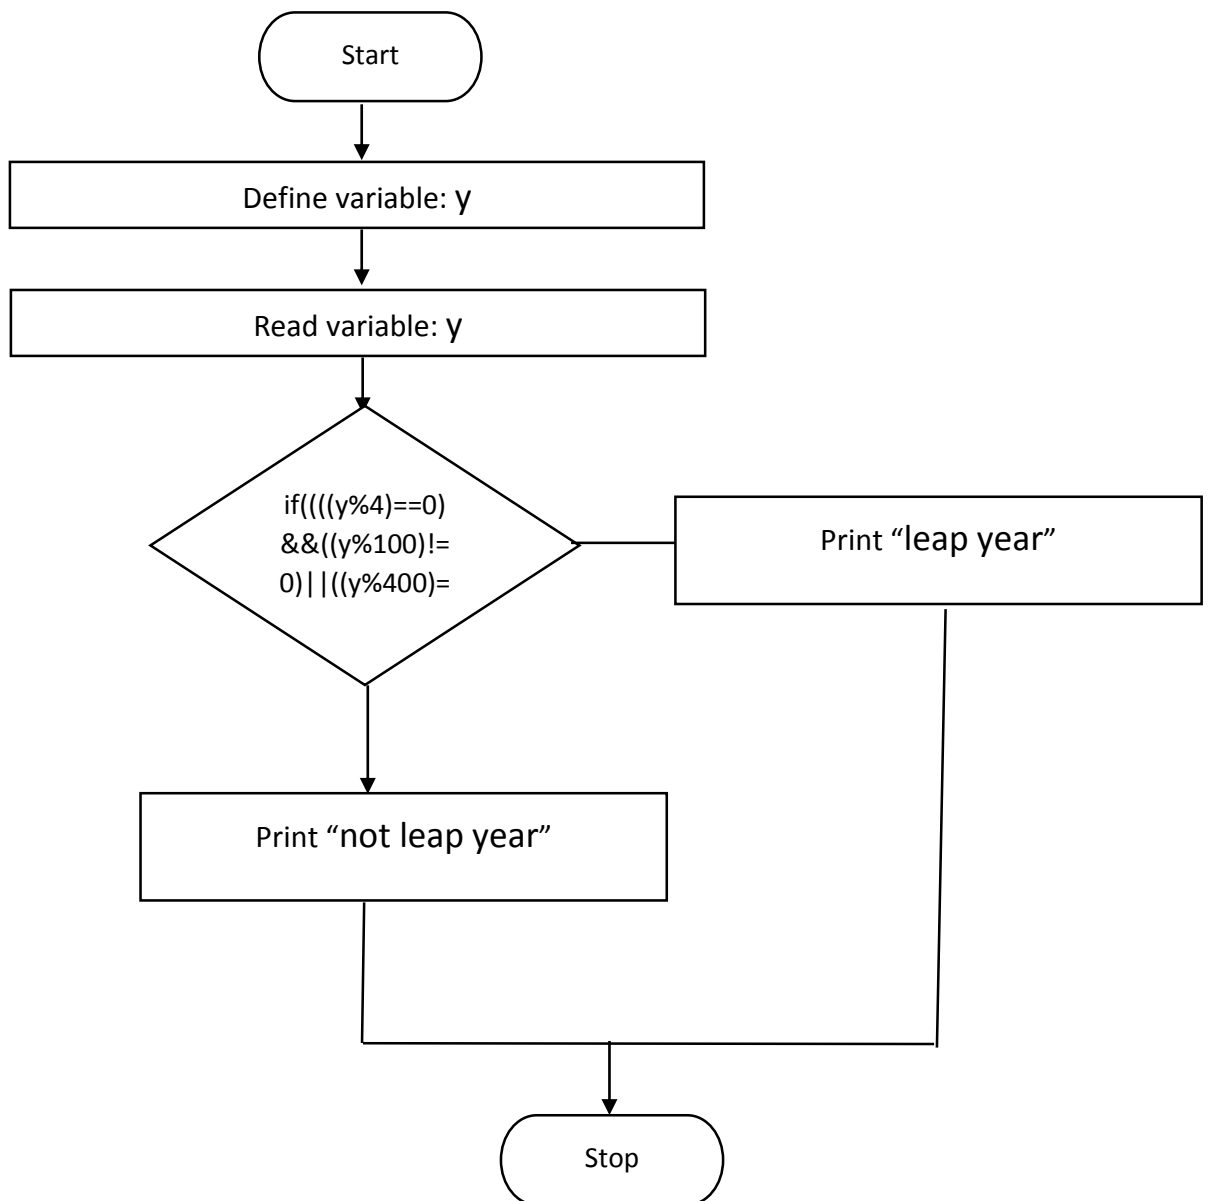 Start
Define variable: y
Read variable: y
if((((y%4)==0)
&&((y%100)!=
0)||((y%400)=
Print “leap year”
Print “not leap year”
Stop